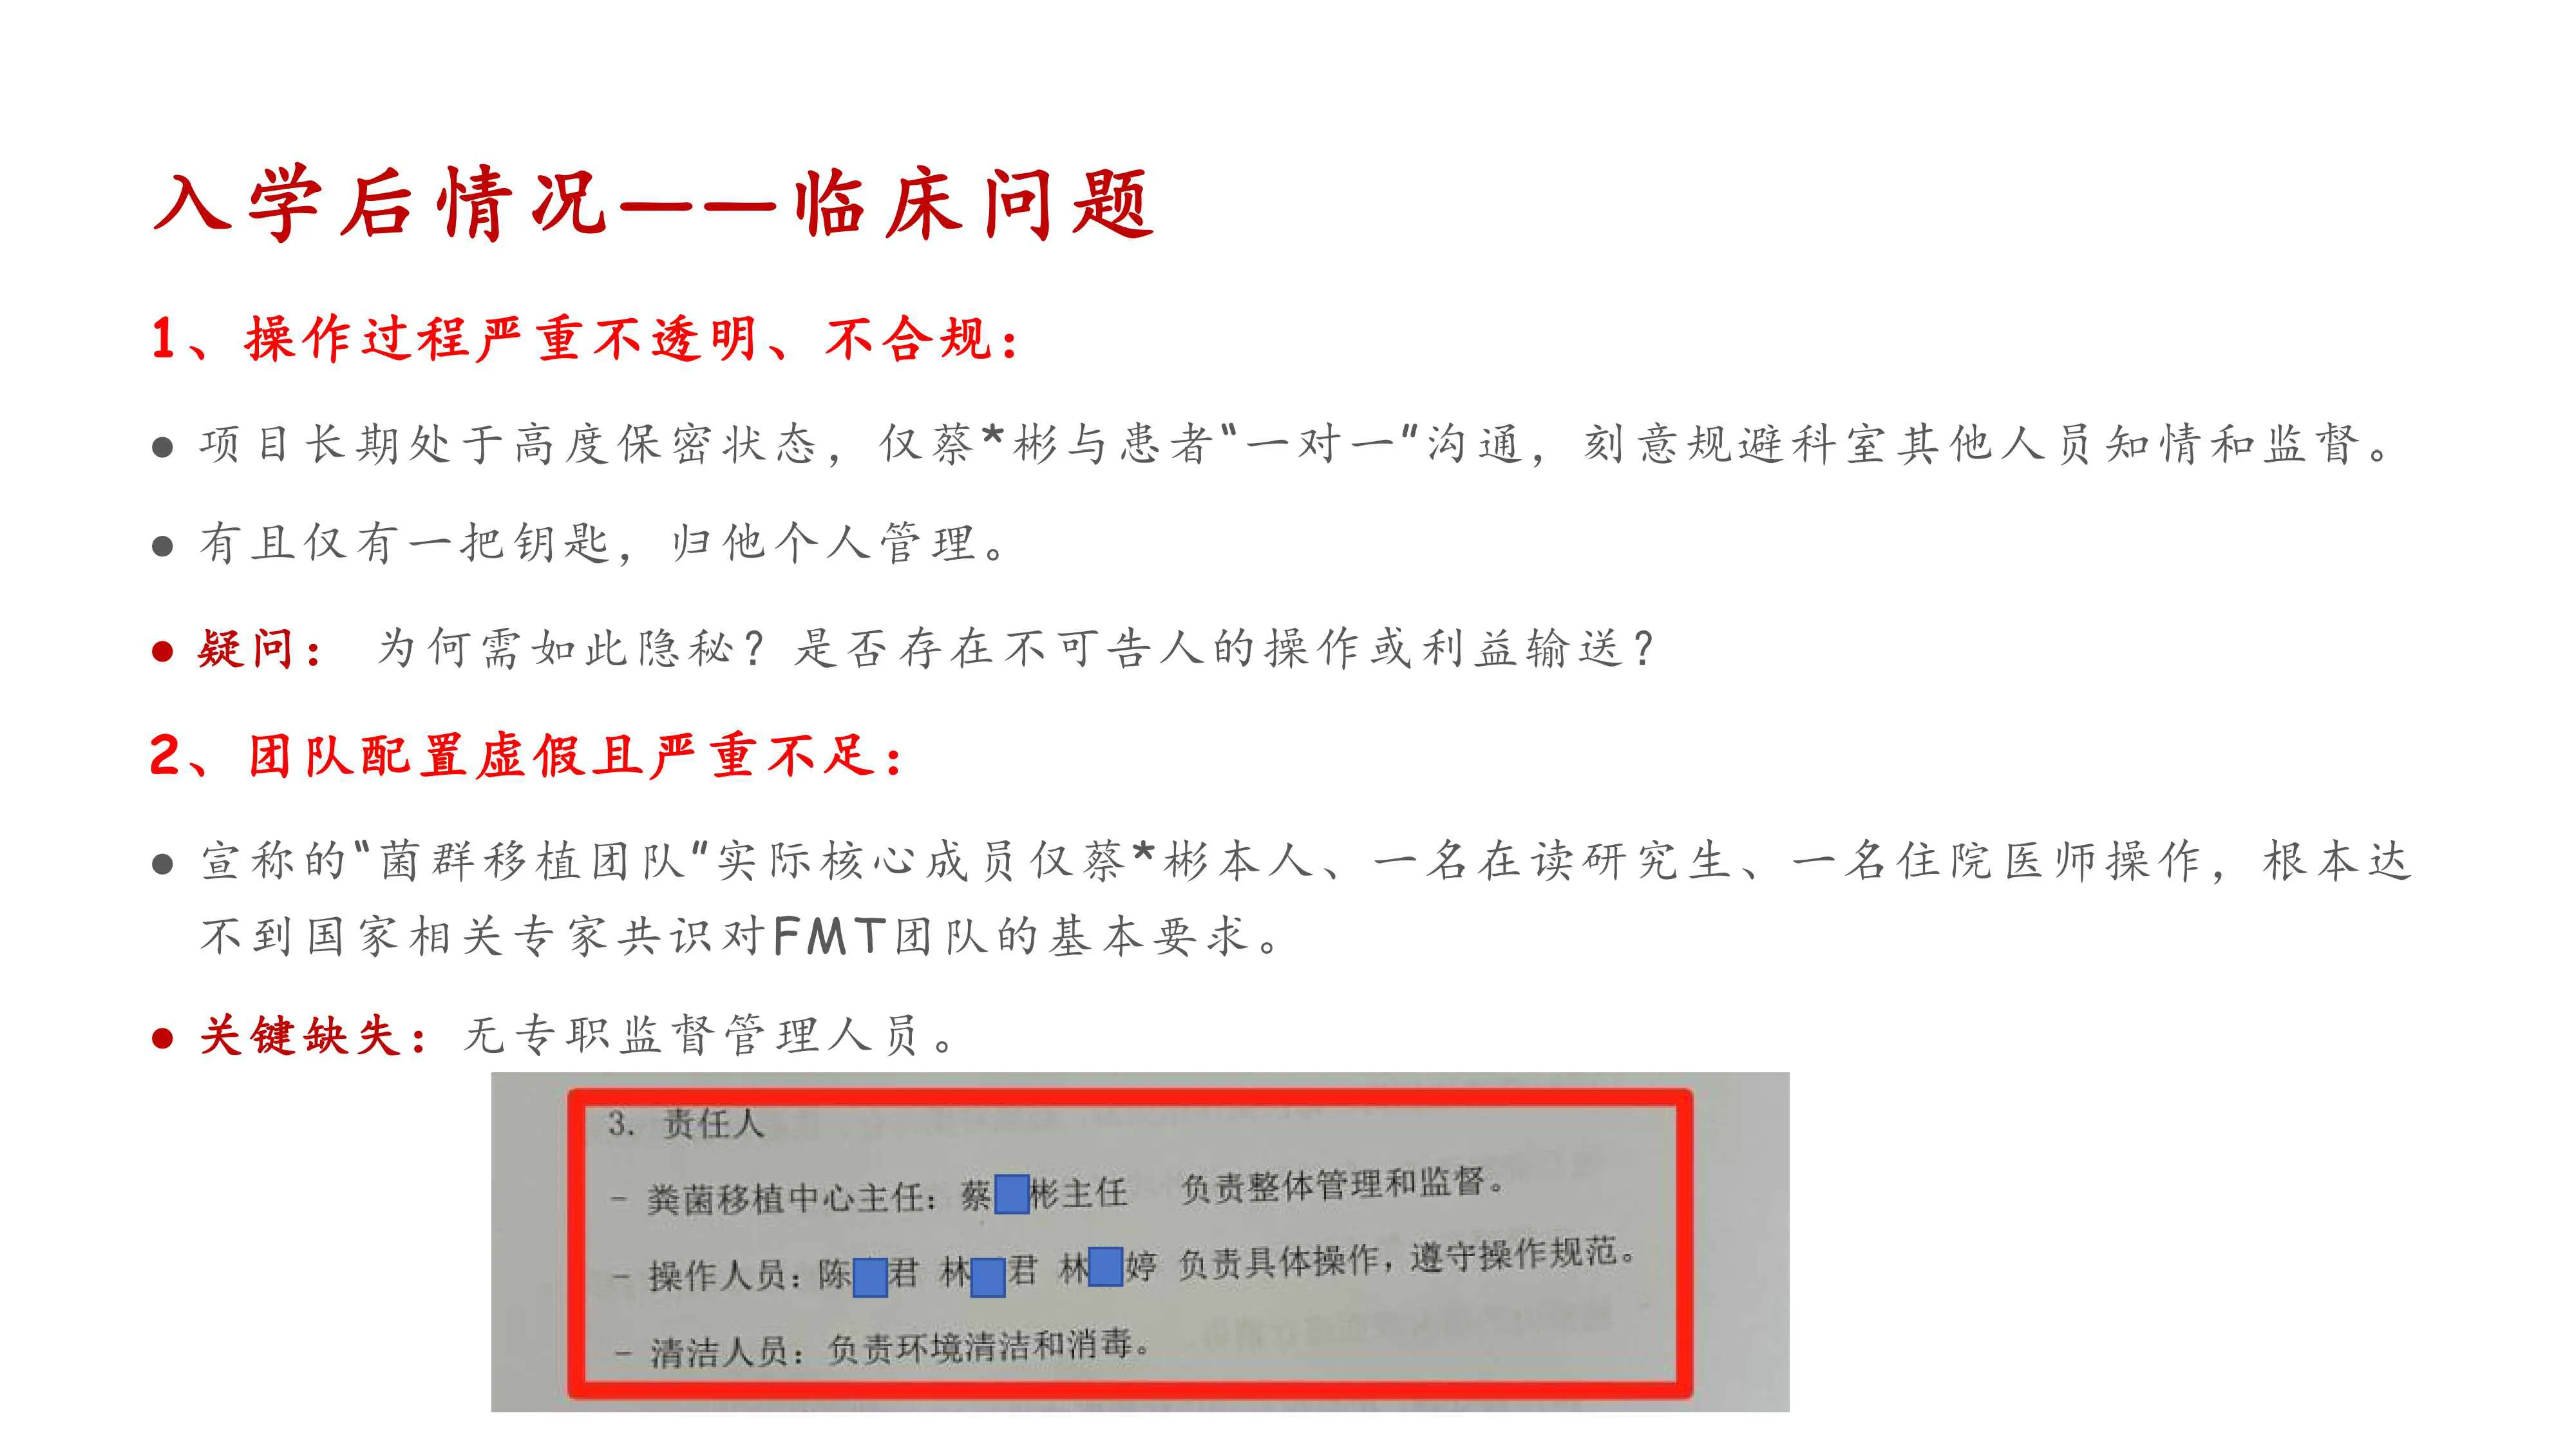 入学后情况——临床问题
1、操作过程严重不透明、不合规：
● 项目长期处于高度保密状态，仅蔡*彬与患者“一对一”沟通，刻意规避科室其他人员知情和监督。
● 有且仅有一把钥匙，归他个人管理。
● 疑问： 为何需如此隐秘？是否存在不可告人的操作或利益输送？
2、团队配置虚假且严重不足：
● 宣称的“菌群移植团队”实际核心成员仅蔡*彬本人、一名在读研究生、一名住院医师操作，根本达
不到国家相关专家共识对FMT团队的基本要求。
● 关键缺失：无专职监督管理人员。
3. 责任人
- 粪菌移植中心主任：蔡 彬主任 负责整体管理和监督。
- 操作人员：陈 君 林 君 林 婷 负责具体操作，遵守操作规范。
- 清洁人员：负责环境清洁和消毒。